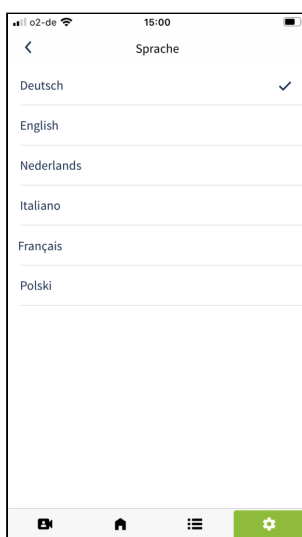 o2-de 15:00
Sprache
Deutsch
English
Nederlands
Italiano
Français
Polski